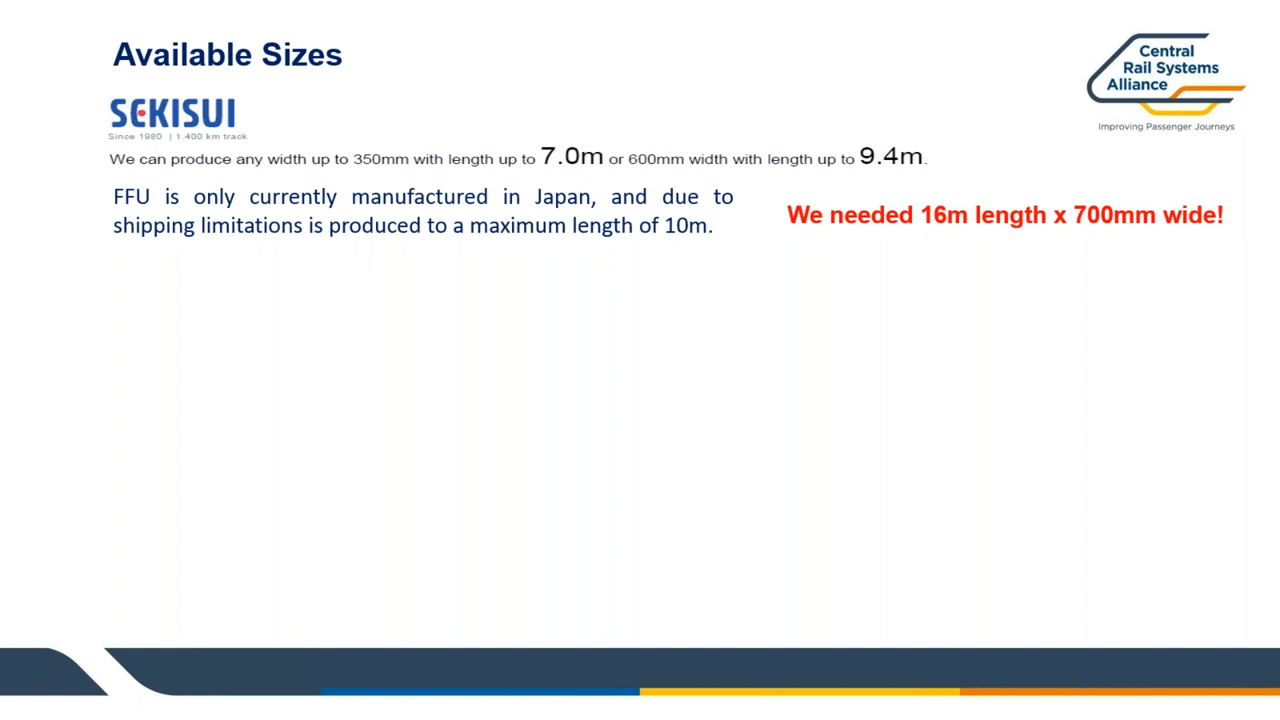 Available Sizes
Central
Rail Systems
Alliance
Improving Passenger Journeys
SEKISUI
Since 1980 | 1.400 km track
We can produce any width up to 350mm with length up to 7.0m or 600mm width with length up to 9.4m.
FFU is only currently manufactured in Japan, and due to
shipping limitations is produced to a maximum length of 10m.
We needed 16m length x 700mm wide!